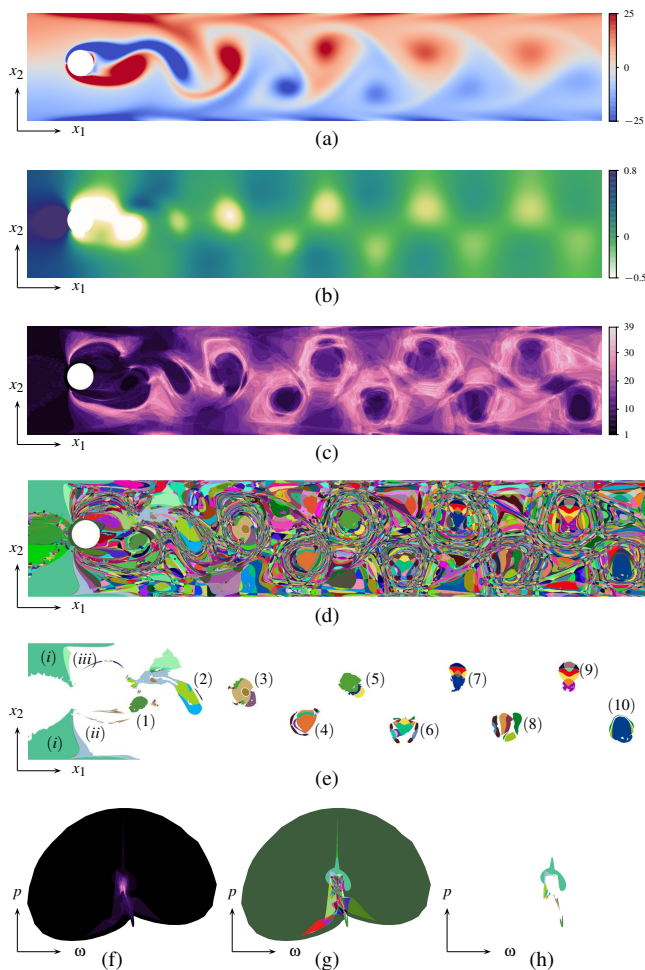 25
0
−25
x₂
x₁
(a)
0.8
0
−0.5
x₂
x₁
(b)
39
30
20
10
1
x₂
x₁
(c)
x₂
x₁
(d)
(i)
(iii)
(2)
(3)
(5)
(7)
(9)
(1)
(ii)
(i)
(4)
(6)
(8)
(10)
x₂
x₁
(e)
p
ω
(f)
p
ω
(g)
p
ω
(h)